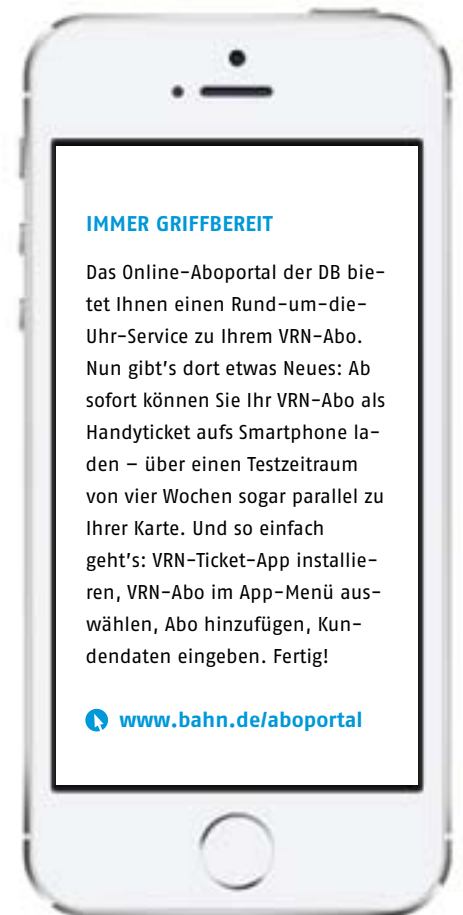 IMMER GRIFFBEREIT
Das Online-Aboportal der DB bie-
tet Ihnen einen Rund-um-die-
Uhr-Service zu Ihrem VRN-Abo.
Nun gibt's dort etwas Neues: Ab
sofort können Sie Ihr VRN-Abo als
Handyticket aufs Smartphone la-
den – über einen Testzeitraum
von vier Wochen sogar parallel zu
Ihrer Karte. Und so einfach
geht's: VRN-Ticket-App installie-
ren, VRN-Abo im App-Menü aus-
wählen, Abo hinzufügen, Kun-
dendaten eingeben. Fertig!
www.bahn.de/aboportal